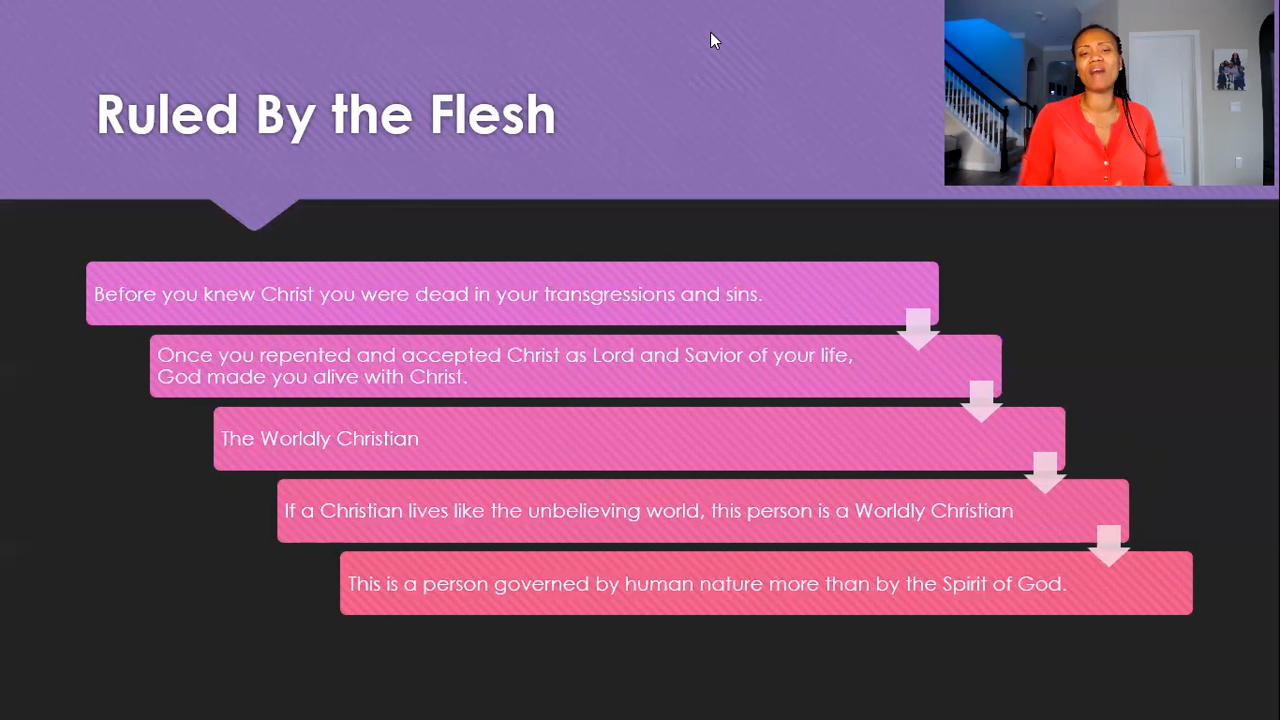 Ruled By the Flesh
Before you knew Christ you were dead in your transgressions and sins.
Once you repented and accepted Christ as Lord and Savior of your life,
God made you alive with Christ.
The Worldly Christian
If a Christian lives like the unbelieving world, this person is a Worldly Christian
This is a person governed by human nature more than by the Spirit of God.